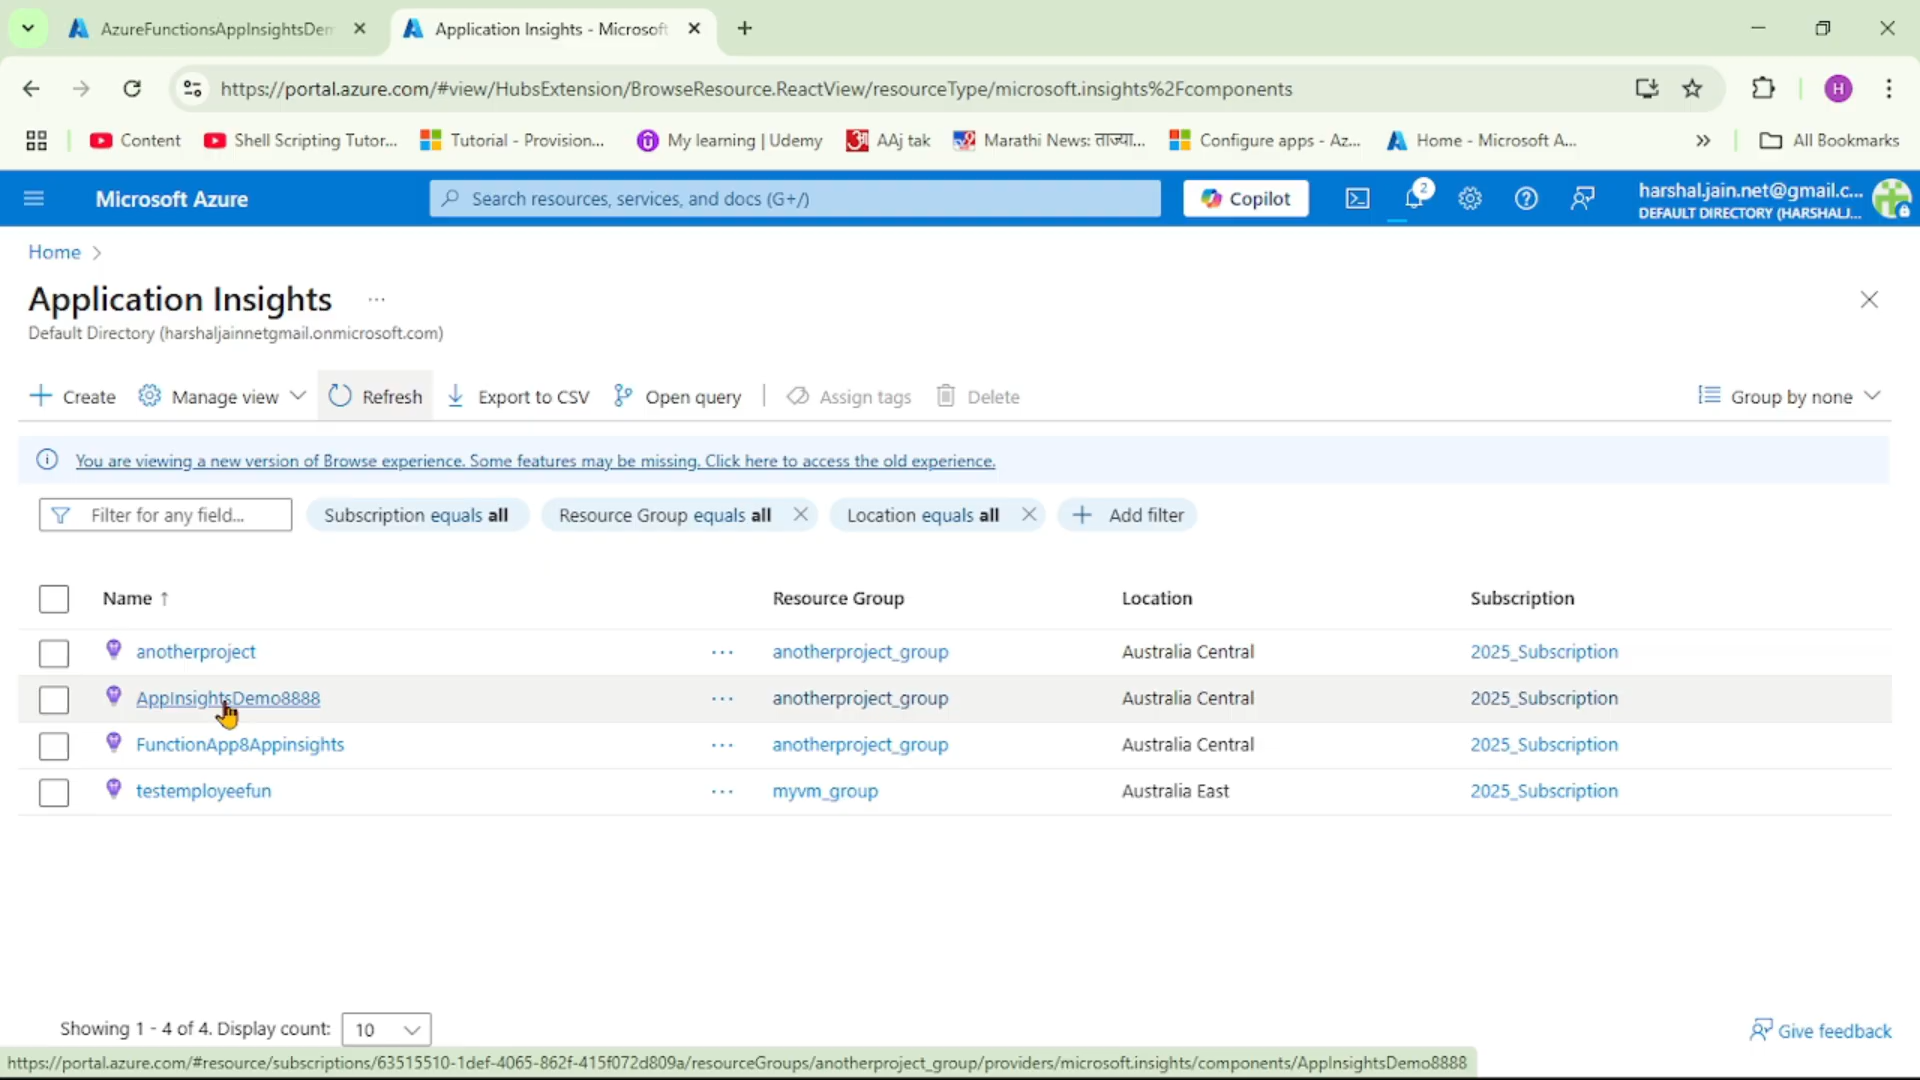 AzureFunctionsAppInsightsDem
Application Insights - Microsoft
https://portal.azure.com/#view/HubsExtension/BrowseResource.ReactView/resourceType/microsoft.insights%2Fcomponents
H
Content
Shell Scripting Tutor...
Tutorial - Provision...
My learning | Udemy
AAj tak
Marathi News: ताज्या...
Configure apps - Az...
Home - Microsoft A...
All Bookmarks
Microsoft Azure
Search resources, services, and docs (G+/)
Copilot
2
harshal.jain.net@gmail.c...
DEFAULT DIRECTORY (HARSHALJ...
Home
Application Insights
Default Directory (harshaljainnetgmail.onmicrosoft.com)
Create
Manage view
Refresh
Export to CSV
Open query
Assign tags
Delete
Group by none
You are viewing a new version of Browse experience. Some features may be missing. Click here to access the old experience.
Filter for any field...
Subscription equals all
Resource Group equals all
Location equals all
Add filter
Name ↑ Resource Group Location Subscription
anotherproject anotherproject_group Australia Central 2025_Subscription
AppInsightsDemo8888 anotherproject_group Australia Central 2025_Subscription
FunctionApp8Appinsights anotherproject_group Australia Central 2025_Subscription
testemployeefun myvm_group Australia East 2025_Subscription
Showing 1 - 4 of 4. Display count: 10
Give feedback
https://portal.azure.com/#resource/subscriptions/63515510-1def-4065-862f-415f072d809a/resourceGroups/anotherproject_group/providers/microsoft.insights/components/AppInsightsDemo8888